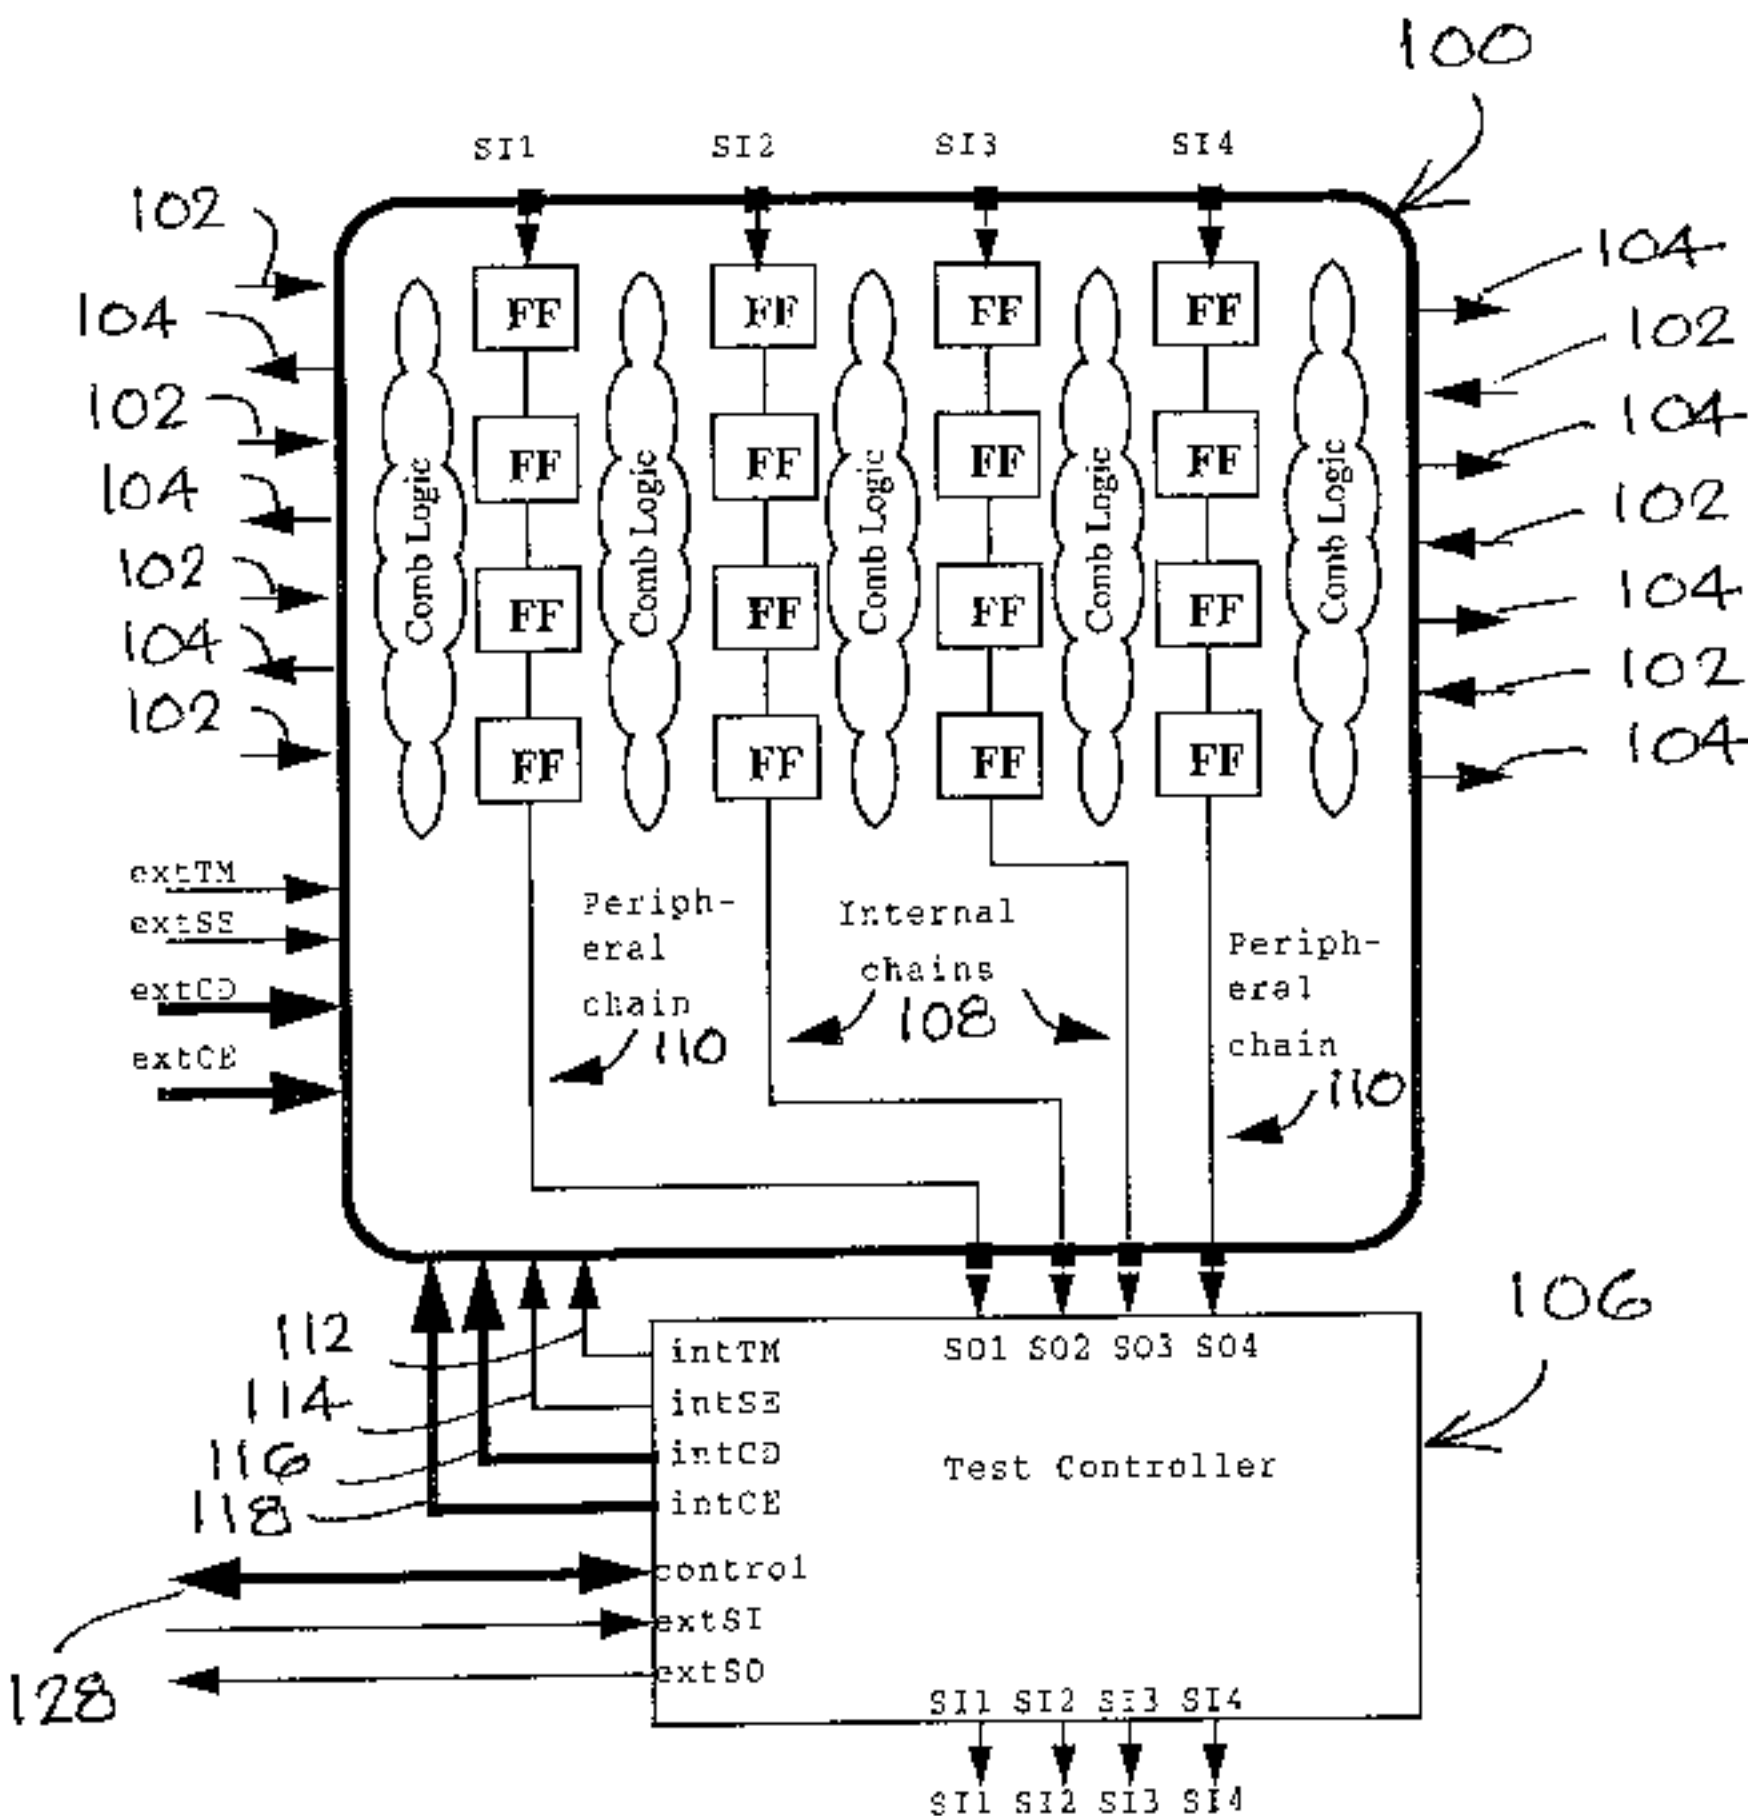 100
SI1 SI2 SI3 SI4
102
104
104
102
FF FF FF FF
102
104
104
102
FF FF FF FF
Comb Logic Comb Logic Comb Logic Comb Logic Comb Logic
102
104
104
102
FF FF FF FF
102
104
FF FF FF FF
extTM
extSE
extCD
extCE
Periph-
eral
chain
110
Internal
chains
108
Periph-
eral
chain
110
106
112
114
116
118
128
intTM
intSE
intCD
intCE
control
extSI
extSO
SO1 SO2 SO3 SO4
Test Controller
SI1 SI2 SI3 SI4
SI1 SI2 SI3 SI4